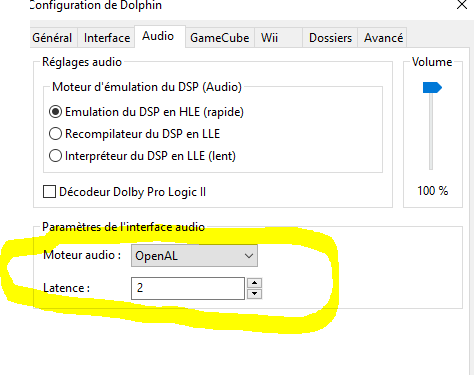 Configuration de Dolphin
Général Interface Audio GameCube Wii Dossiers Avancé
Réglages audio
Volume
Moteur d'émulation du DSP (Audio)
Emulation du DSP en HLE (rapide)
Recompilateur du DSP en LLE
Interpréteur du DSP en LLE (lent)
Décodeur Dolby Pro Logic II
100 %
Paramètres de l'interface audio
Moteur audio : OpenAL
Latence : 2